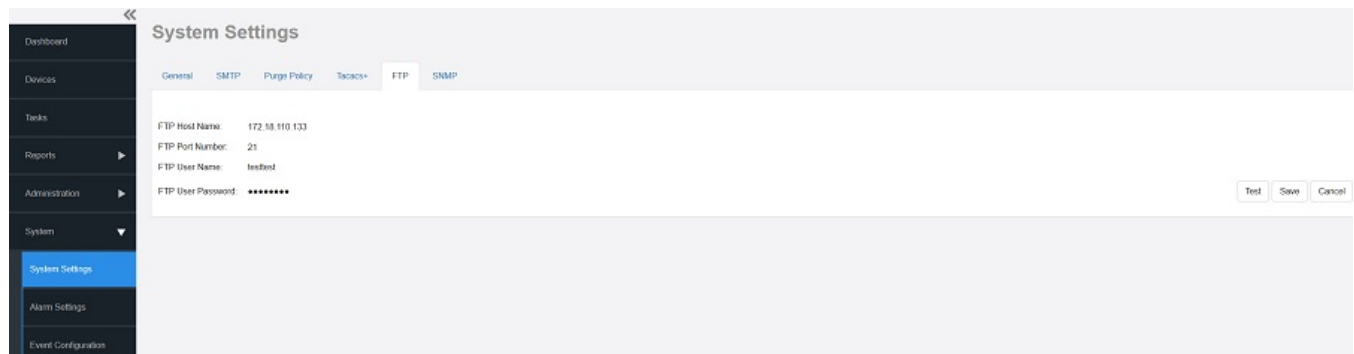 «
Dashboard
Devices
Tasks
Reports
Administration
System
System Settings
Alarm Settings
Event Configuration
System Settings
General SMTP Purge Policy Tacacs+ FTP SNMP
FTP Host Name: 172.18.110.133
FTP Port Number: 21
FTP User Name: testtest
FTP User Password: ••••••••
Test Save Cancel